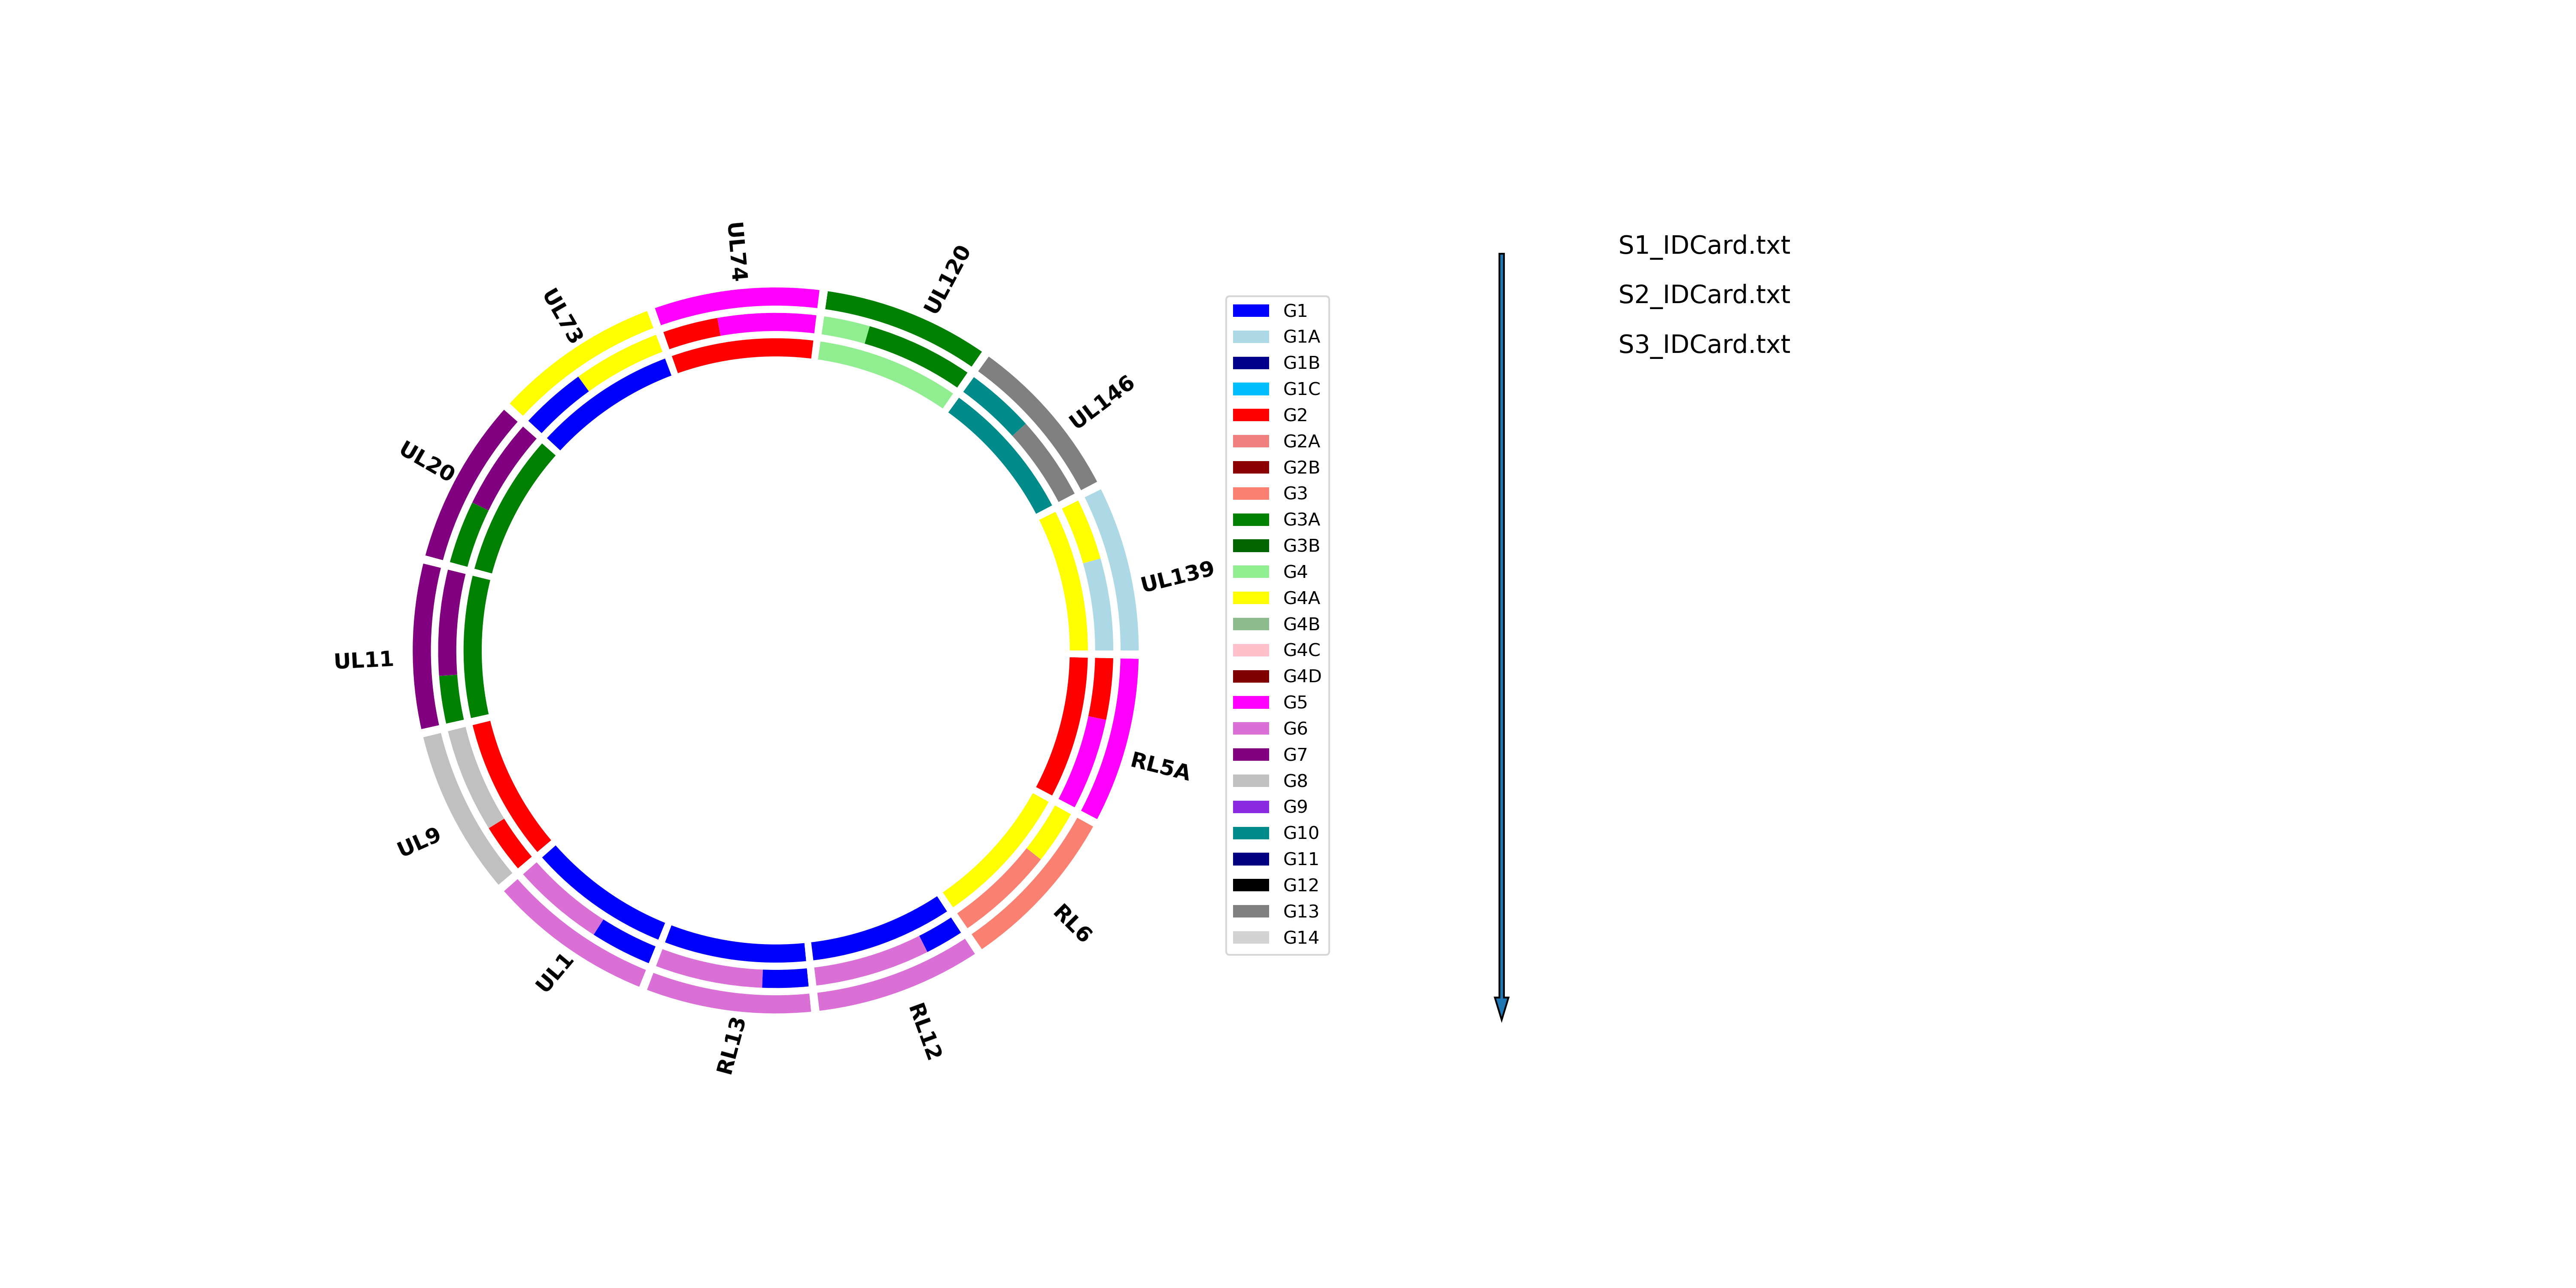 UL74
UL120
UL73
UL146
UL20
UL139
UL11
RL5A
UL9
RL6
UL1
RL13
RL12
G1
G1A
G1B
G1C
G2
G2A
G2B
G3
G3A
G3B
G4
G4A
G4B
G4C
G4D
G5
G6
G7
G8
G9
G10
G11
G12
G13
G14
S1_IDCard.txt
S2_IDCard.txt
S3_IDCard.txt